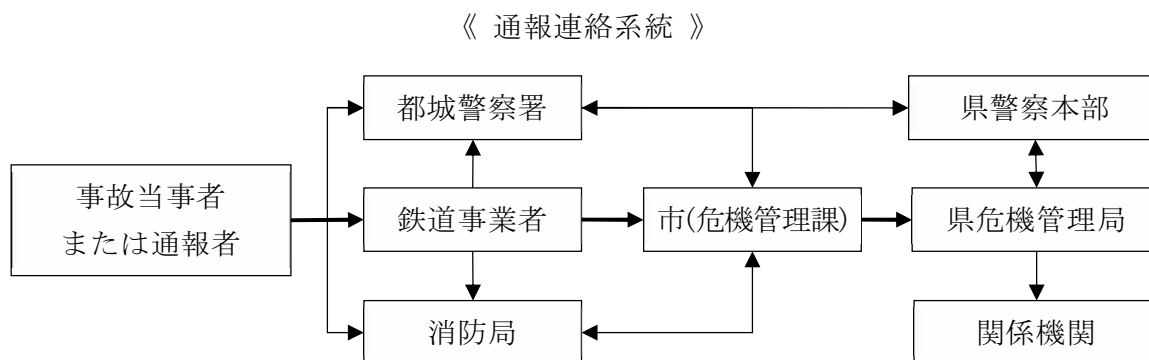 《 通報連絡系統 》
都城警察署
県警察本部
事故当事者
または通報者
鉄道事業者
市(危機管理課)
県危機管理局
消防局
関係機関